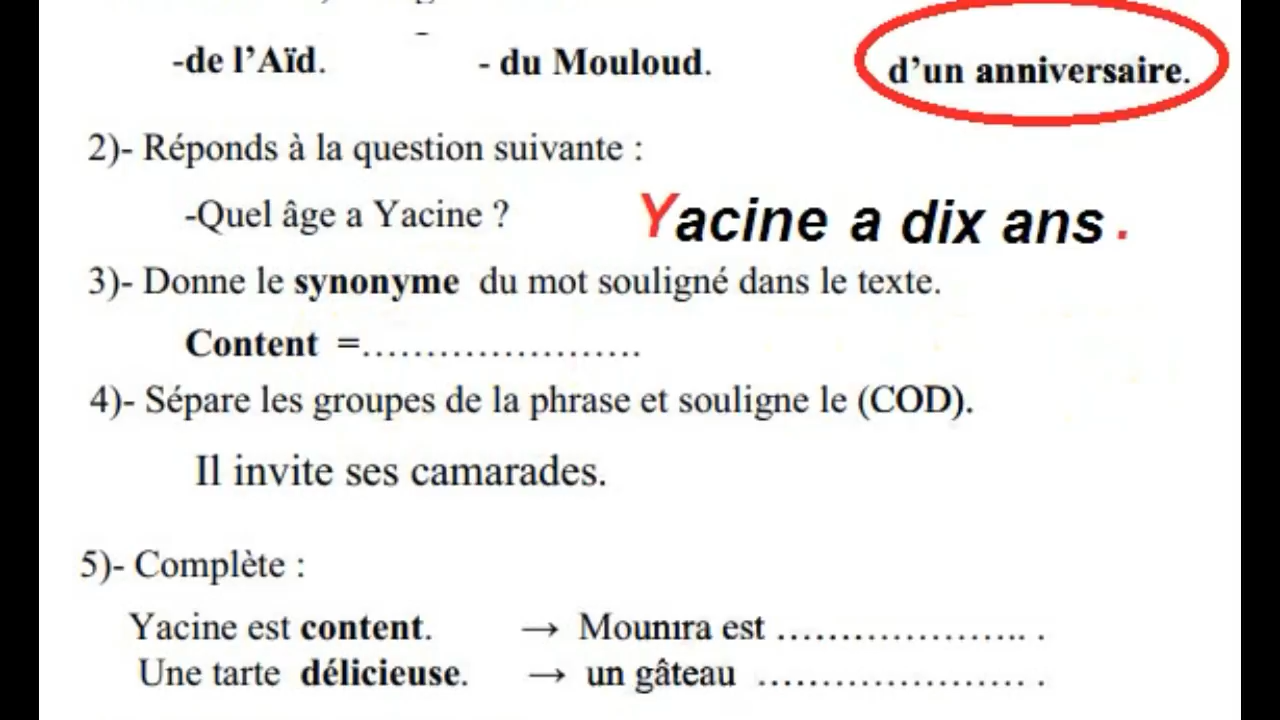 -de l’Aïd. - du Mouloud. d’un anniversaire.
2)- Réponds à la question suivante :
-Quel âge a Yacine ? Yacine a dix ans.
3)- Donne le synonyme du mot souligné dans le texte.
Content =......................
4)- Sépare les groupes de la phrase et souligne le (COD).
Il invite ses camarades.
5)- Complète :
Yacine est content. → Mounıra est ..................... .
Une tarte délicieuse. → un gâteau ..................... .